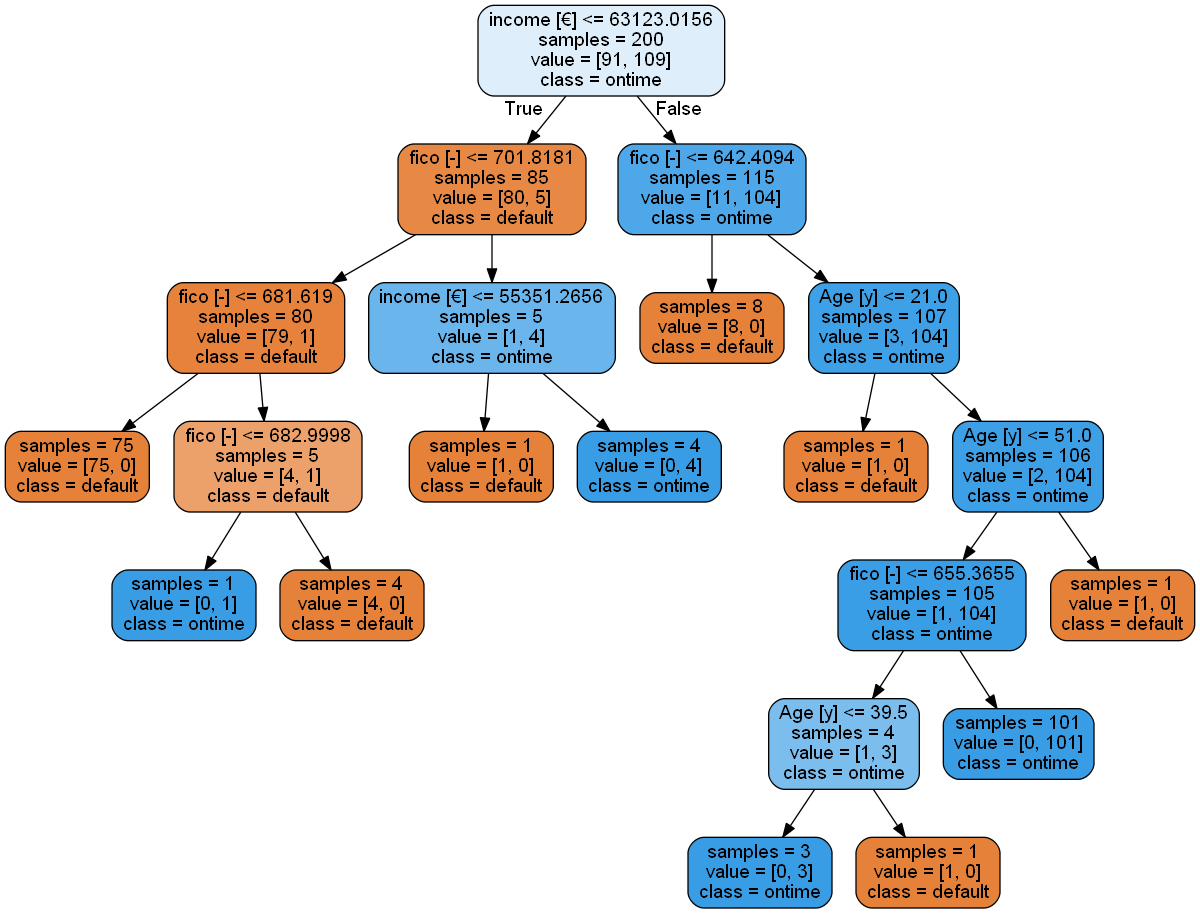 income [€] <= 63123.0156
samples = 200
value = [91, 109]
class = ontime
True
False
fico [-] <= 701.8181
samples = 85
value = [80, 5]
class = default
fico [-] <= 642.4094
samples = 115
value = [11, 104]
class = ontime
fico [-] <= 681.619
samples = 80
value = [79, 1]
class = default
income [€] <= 55351.2656
samples = 5
value = [1, 4]
class = ontime
samples = 8
value = [8, 0]
class = default
Age [y] <= 21.0
samples = 107
value = [3, 104]
class = ontime
samples = 75
value = [75, 0]
class = default
fico [-] <= 682.9998
samples = 5
value = [4, 1]
class = default
samples = 1
value = [1, 0]
class = default
samples = 4
value = [0, 4]
class = ontime
samples = 1
value = [1, 0]
class = default
Age [y] <= 51.0
samples = 106
value = [2, 104]
class = ontime
samples = 1
value = [0, 1]
class = ontime
samples = 4
value = [4, 0]
class = default
fico [-] <= 655.3655
samples = 105
value = [1, 104]
class = ontime
samples = 1
value = [1, 0]
class = default
Age [y] <= 39.5
samples = 4
value = [1, 3]
class = ontime
samples = 101
value = [0, 101]
class = ontime
samples = 3
value = [0, 3]
class = ontime
samples = 1
value = [1, 0]
class = default